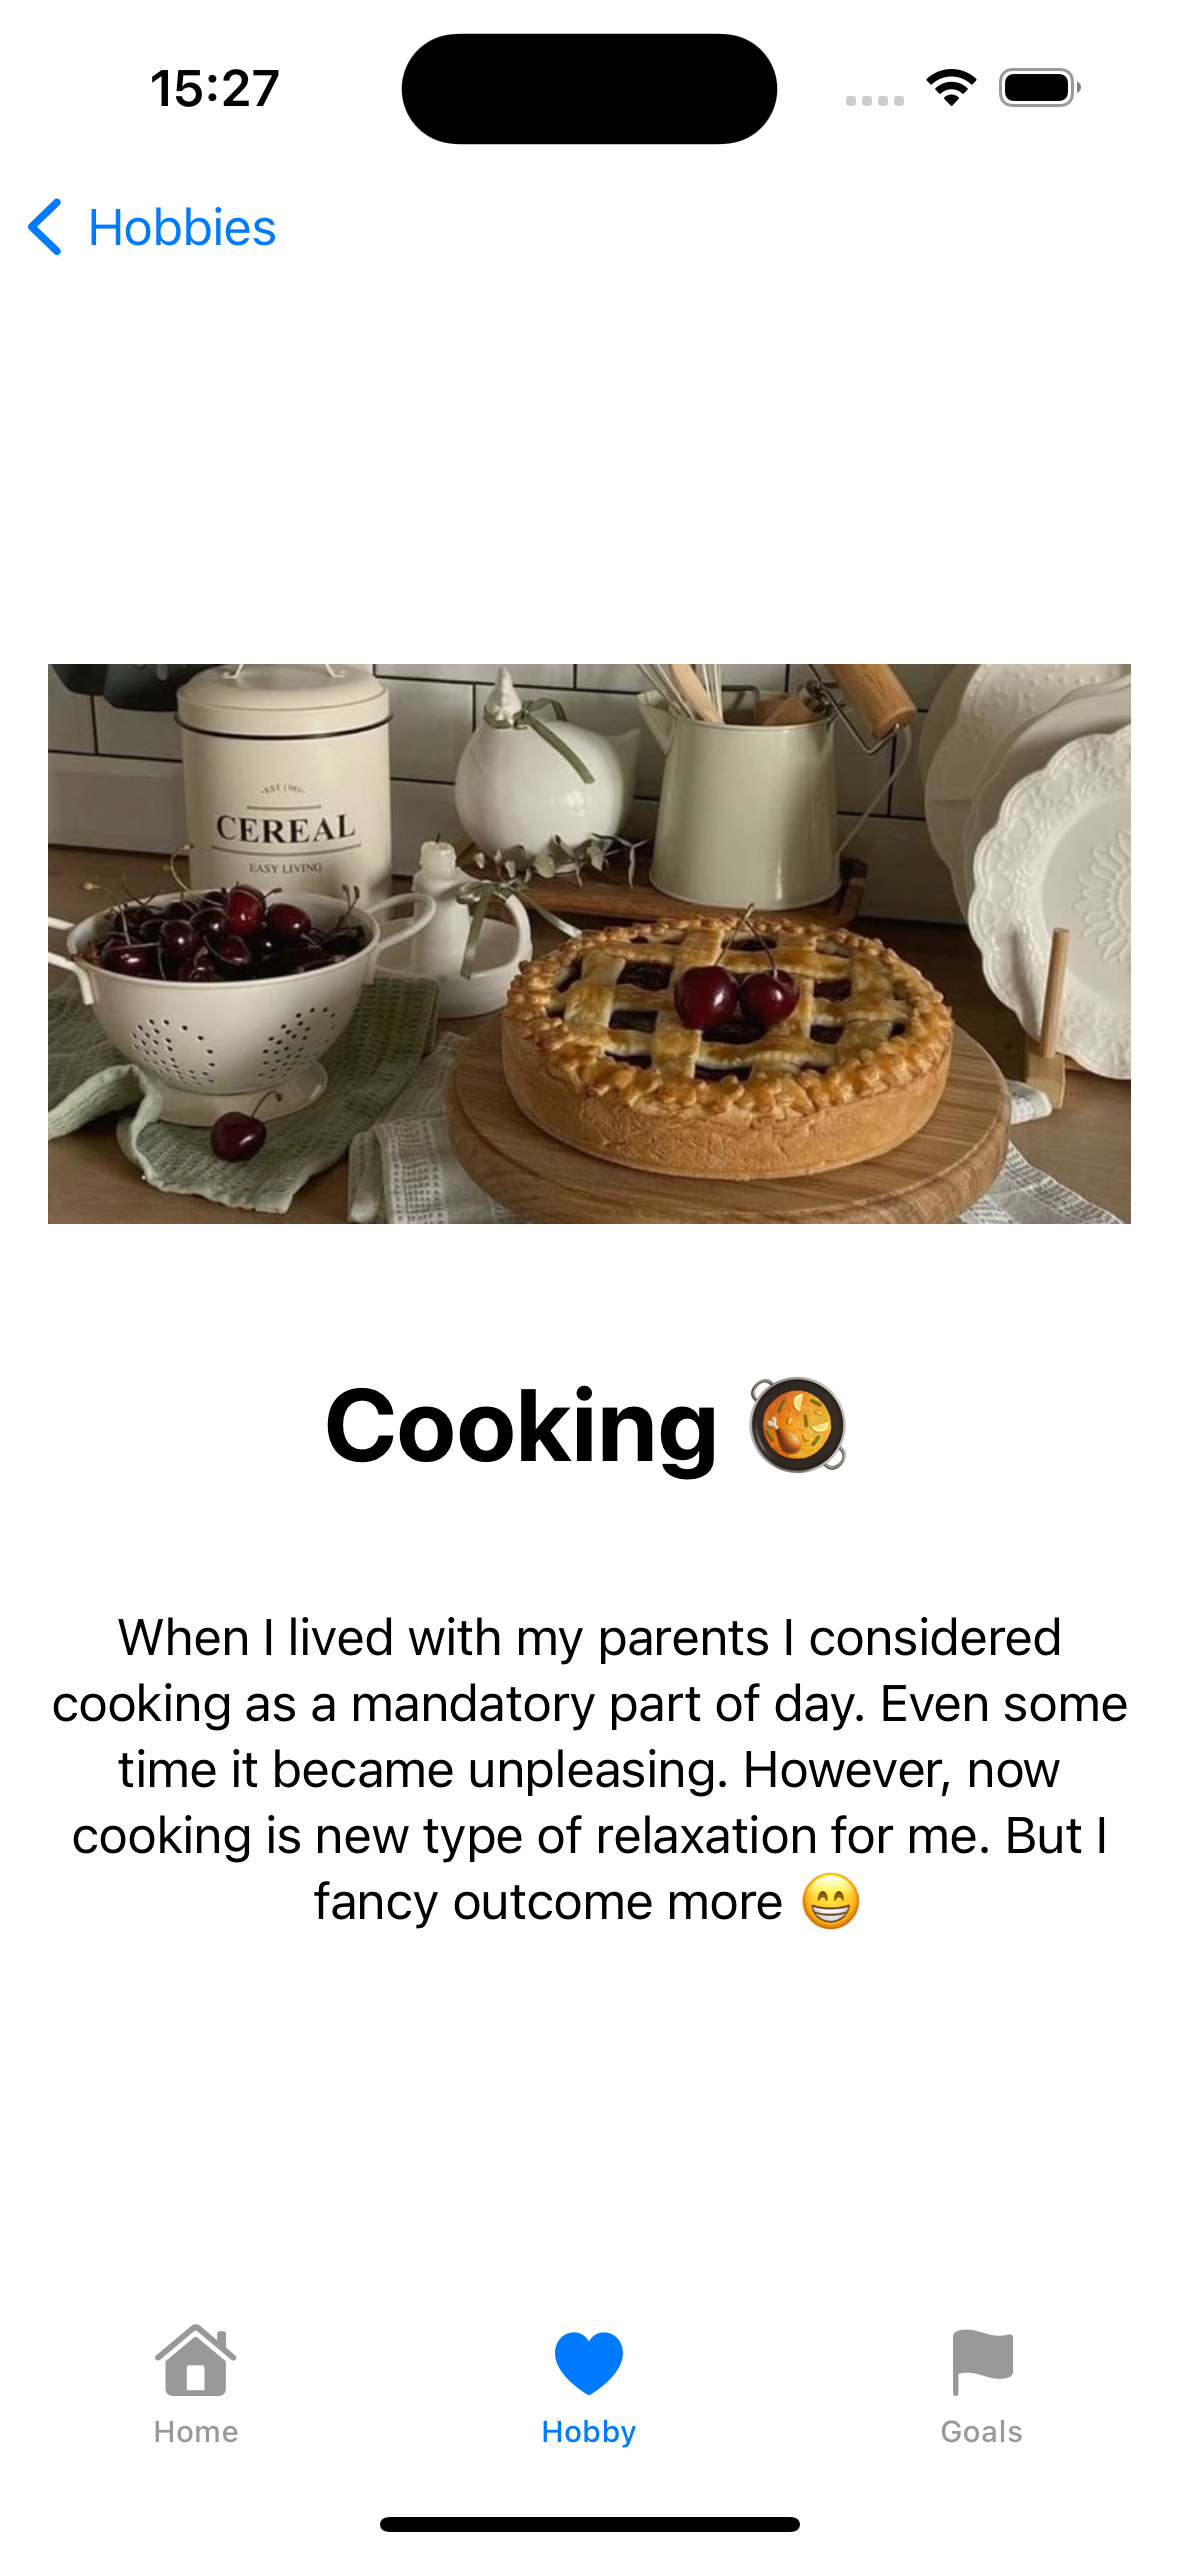 15:27
Hobbies
CEREAL
EASY LIVING
Cooking 🥘
When I lived with my parents I considered
cooking as a mandatory part of day. Even some
time it became unpleasing. However, now
cooking is new type of relaxation for me. But I
fancy outcome more 😁
Home
Hobby
Goals